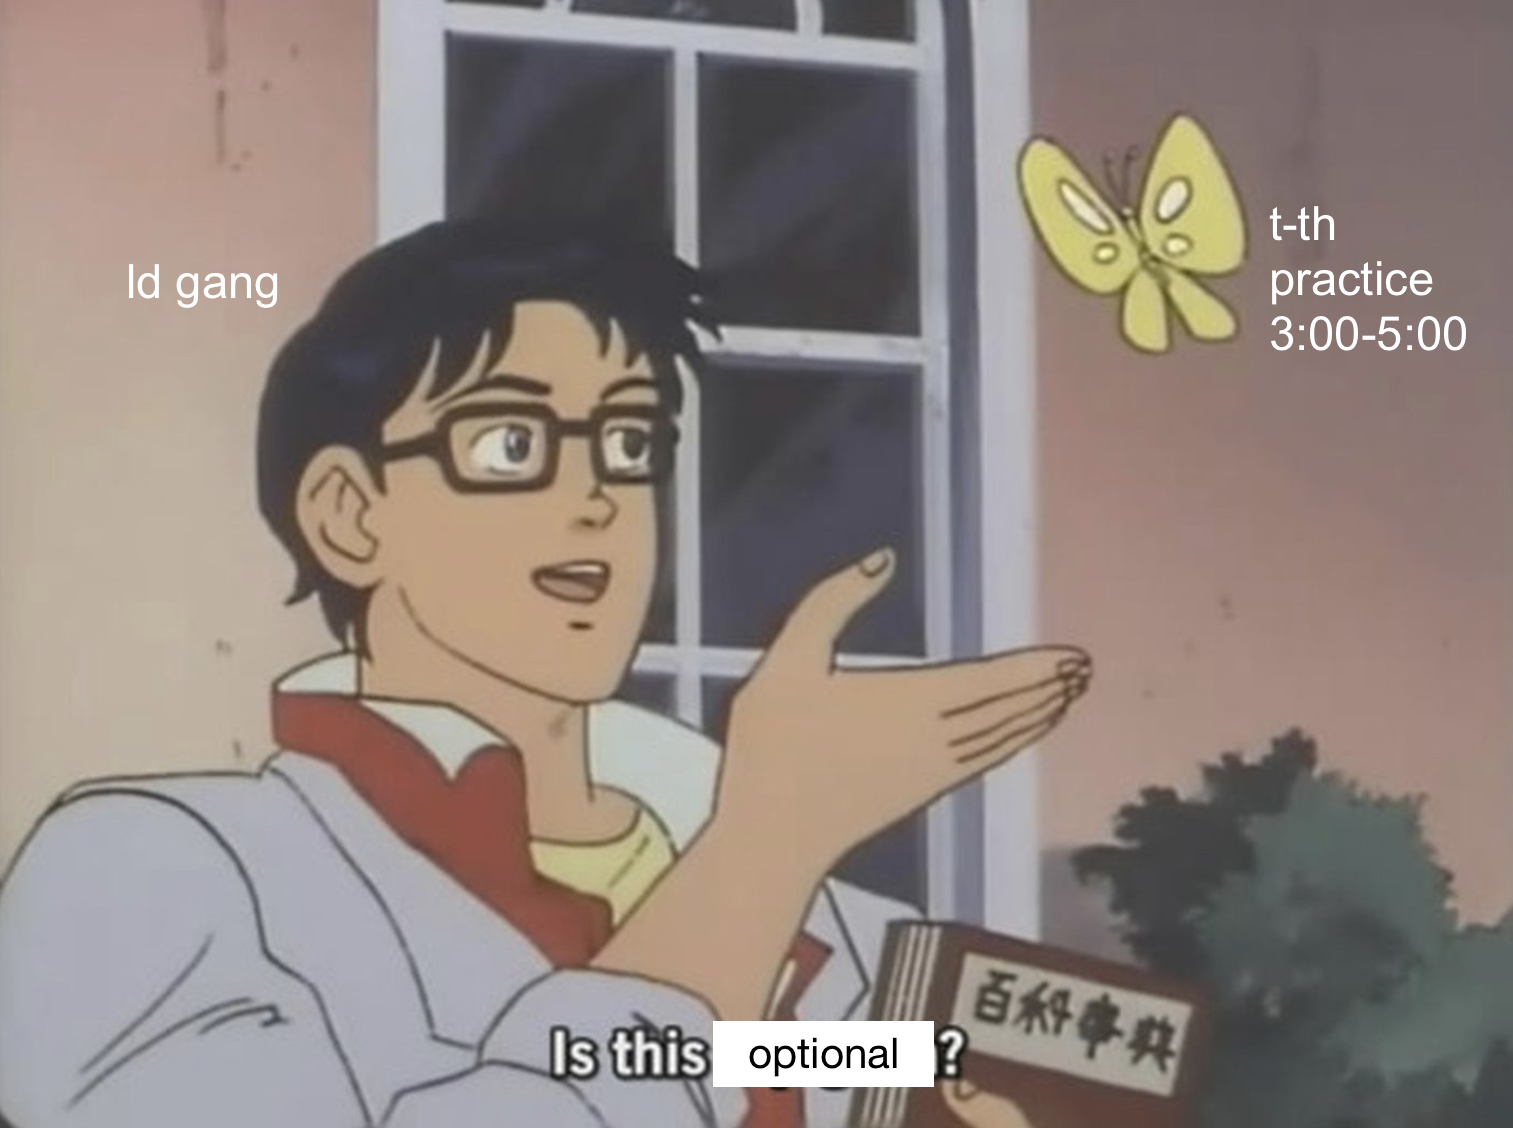 ld gang
t-th
practice
3:00-5:00
百科事典
Is this optional ?